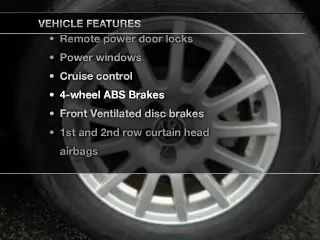 VEHICLE FEATURES
• Remote power door locks
• Power windows
• Cruise control
• 4-wheel ABS Brakes
• Front Ventilated disc brakes
• 1st and 2nd row curtain head
airbags